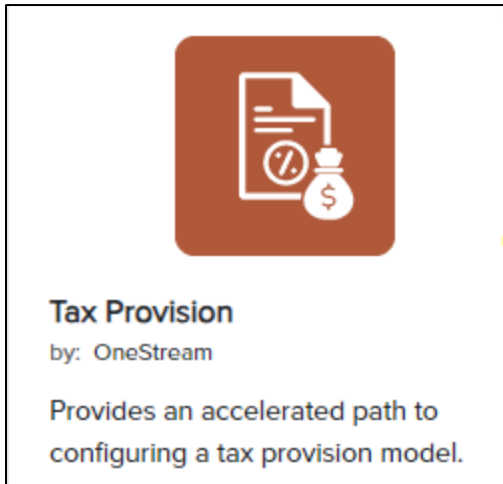 %
$
Tax Provision
by: OneStream
Provides an accelerated path to
configuring a tax provision model.